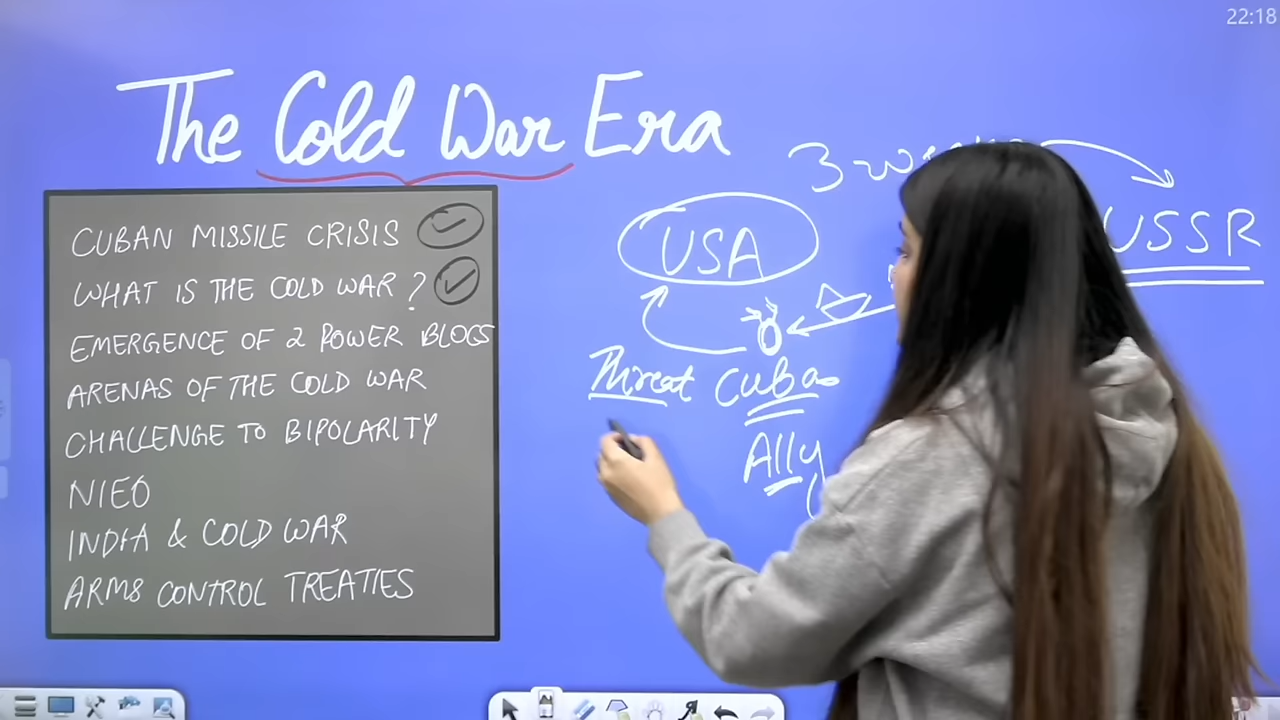 22:18
The Cold War Era
CUBAN MISSILE CRISIS
WHAT IS THE COLD WAR?
EMERGENCE OF 2 POWER BLOCS
ARENAS OF THE COLD WAR
CHALLENGE TO BIPOLARITY
NIEO
INDIA & COLD WAR
ARMS CONTROL TREATIES
3
USA
USSR
Threat Cuba
Ally